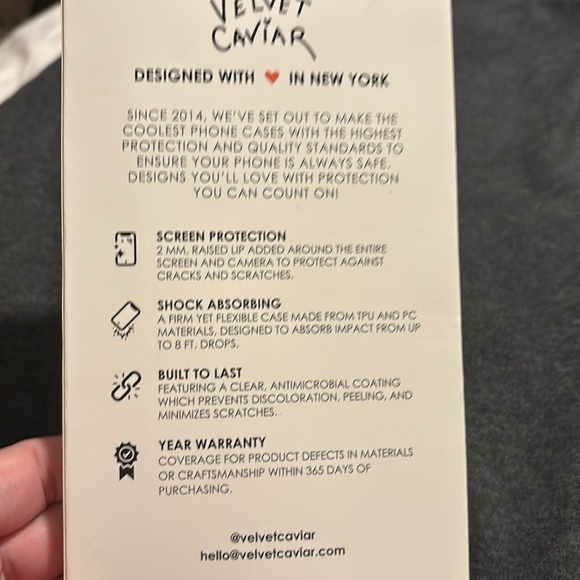 VELVET
CAVIAR
DESIGNED WITH ❤ IN NEW YORK
SINCE 2014, WE'VE SET OUT TO MAKE THE
COOLEST PHONE CASES WITH THE HIGHEST
PROTECTION AND QUALITY STANDARDS TO
ENSURE YOUR PHONE IS ALWAYS SAFE.
DESIGNS YOU'LL LOVE WITH PROTECTION
YOU CAN COUNT ON!
SCREEN PROTECTION
2 MM. RAISED LIP ADDED AROUND THE ENTIRE
SCREEN AND CAMERA TO PROTECT AGAINST
CRACKS AND SCRATCHES.
SHOCK ABSORBING
A FIRM YET FLEXIBLE CASE MADE FROM TPU AND PC
MATERIALS, DESIGNED TO ABSORB IMPACT FROM UP
TO 8 FT. DROPS.
BUILT TO LAST
FEATURING A CLEAR, ANTIMICROBIAL COATING
WHICH PREVENTS DISCOLORATION, PEELING, AND
MINIMIZES SCRATCHES.
YEAR WARRANTY
COVERAGE FOR PRODUCT DEFECTS IN MATERIALS
OR CRAFTSMANSHIP WITHIN 365 DAYS OF
PURCHASING.
@velvetcaviar
hello@velvetcaviar.com